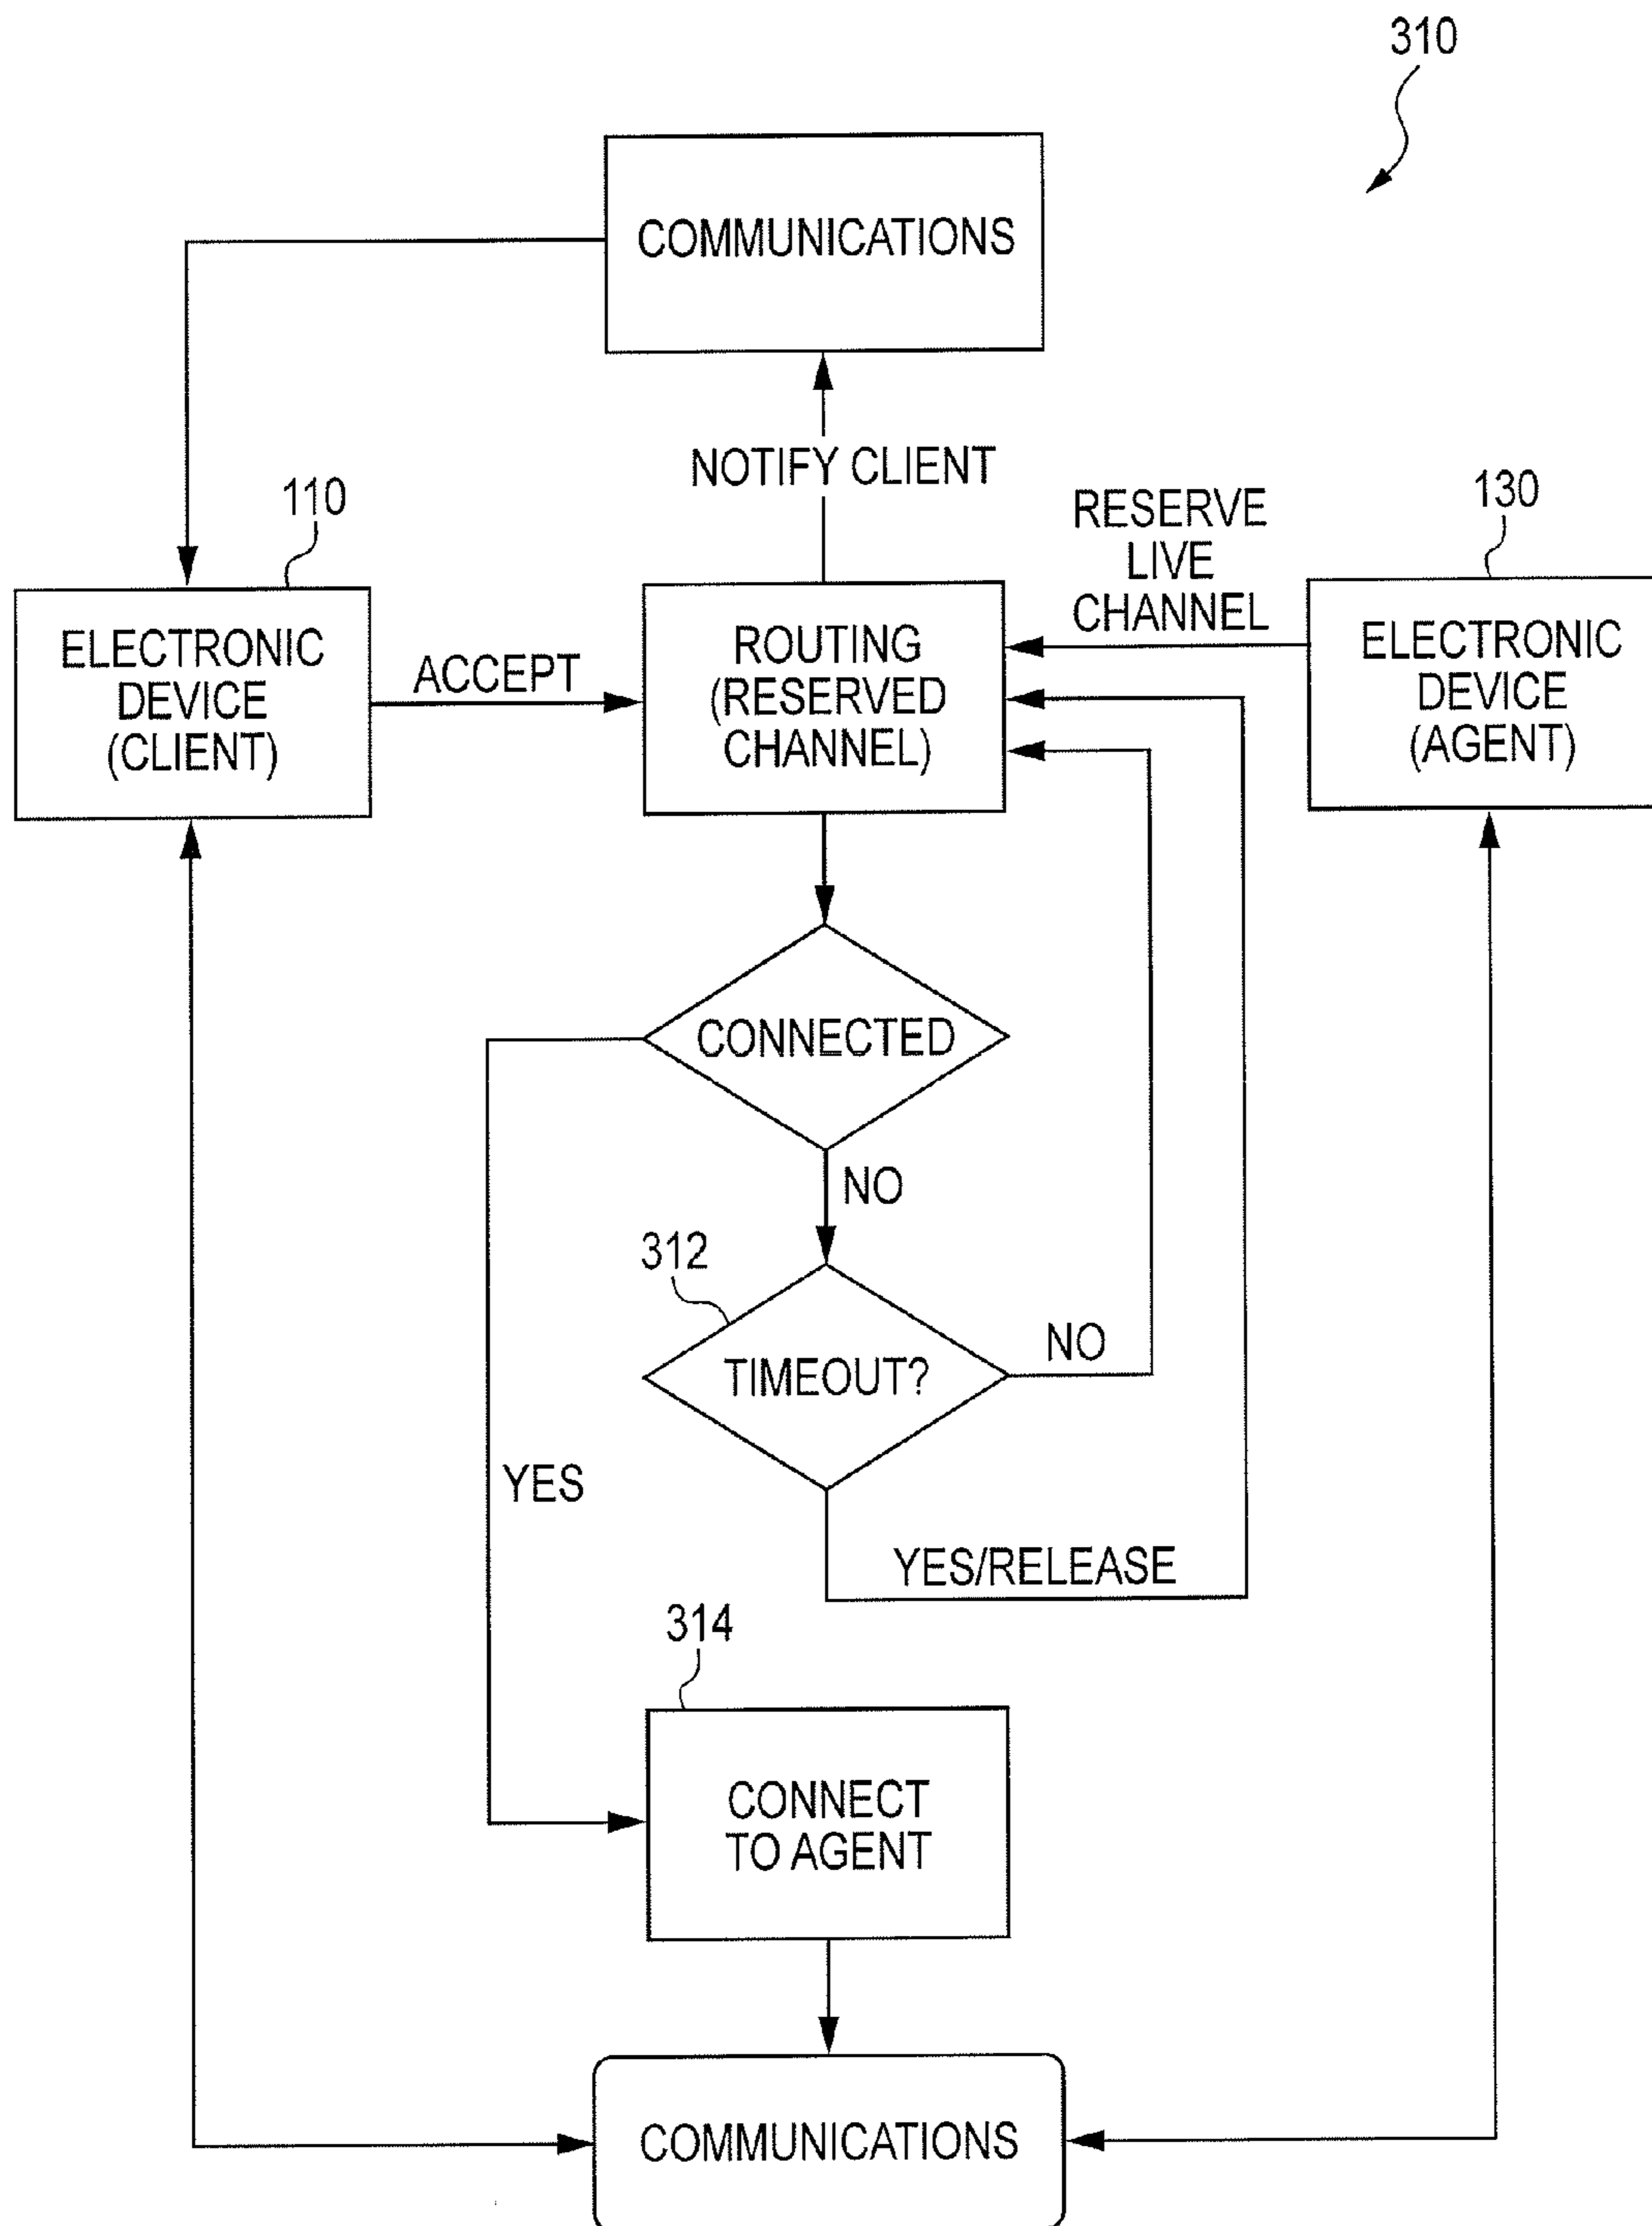 310
COMMUNICATIONS
NOTIFY CLIENT
110
RESERVE
LIVE
CHANNEL
130
ELECTRONIC
DEVICE
(CLIENT)
ACCEPT
ROUTING
(RESERVED
CHANNEL)
ELECTRONIC
DEVICE
(AGENT)
CONNECTED
NO
312
TIMEOUT?
NO
YES
YES/RELEASE
314
CONNECT
TO AGENT
COMMUNICATIONS